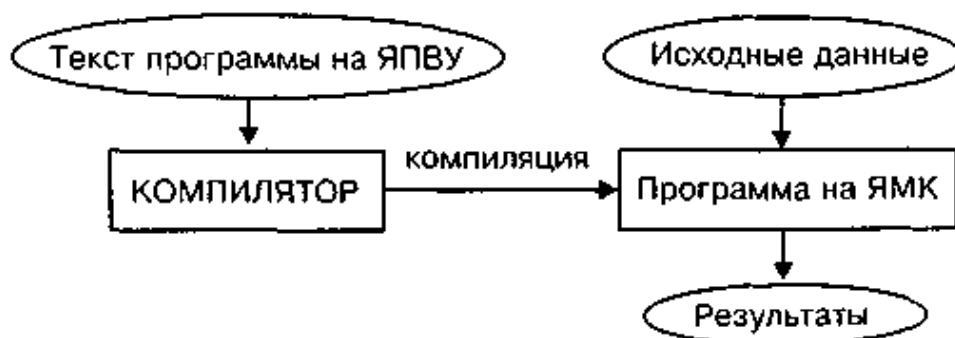 Текст программы на ЯПВУ
Исходные данные
КОМПИЛЯТОР
компиляция
Программа на ЯМК
Результаты